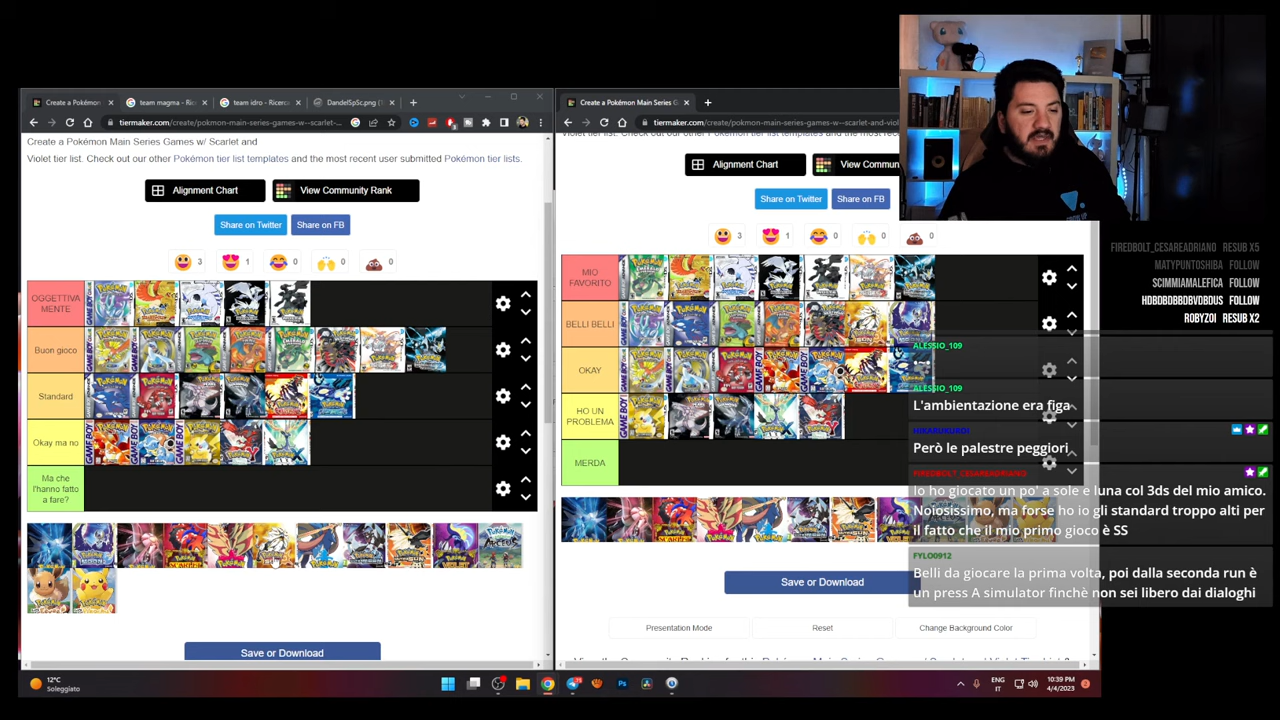 Create a Pokémon
team magma - Ric
team idro - Ricerc
DandelSpSc.png (1
tiermaker.com/create/pokmon-main-series-games-w--scarlet-...
Create a Pokémon Main Series Games w/ Scarlet and
Violet tier list. Check out our other Pokémon tier list templates and the most recent user submitted Pokémon tier lists.
Alignment Chart
View Community Rank
Share on Twitter
Share on FB
3
1
0
0
0
OGGETTIVA
MENTE
Buon gioco
Standard
Okay ma no
Ma che
l'hanno fatto
a fare?
Save or Download
Create a Pokémon Main Series G
tiermaker.com/create/pokmon-main-series-games-w--scarlet-and-viol
Alignment Chart
View Commun
Share on Twitter
Share on FB
3
1
0
0
0
MIO
FAVORITO
BELLI BELLI
OKAY
HO UN
PROBLEMA
MERDA
Save or Download
Presentation Mode
Reset
Change Background Color
FIREDBOLT_CESAREADRIANO RESUB X5
MATYPUNTOSHIBA FOLLOW
SCIMMIAMALEFICA FOLLOW
HDBDBDBBDBVDBDUS FOLLOW
ROBYZOI RESUB X2
ALESSIO_109
ALESSIO_109
L'ambientazione era figa
Però le palestre peggiori
FIREDBOLT_CESAREADRIANO
Io ho giocato un po' a sole e luna col 3ds del mio amico.
Noiosissimo, ma forse ho io gli standard troppo alti per
il fatto che il mio primo gioco è SS
FYLO0912
Belli da giocare la prima volta, poi dalla seconda run è
un press A simulator finchè non sei libero dai dialoghi
12°C
Soleggiato
ENG
IT
10:39 PM
4/4/2023
2